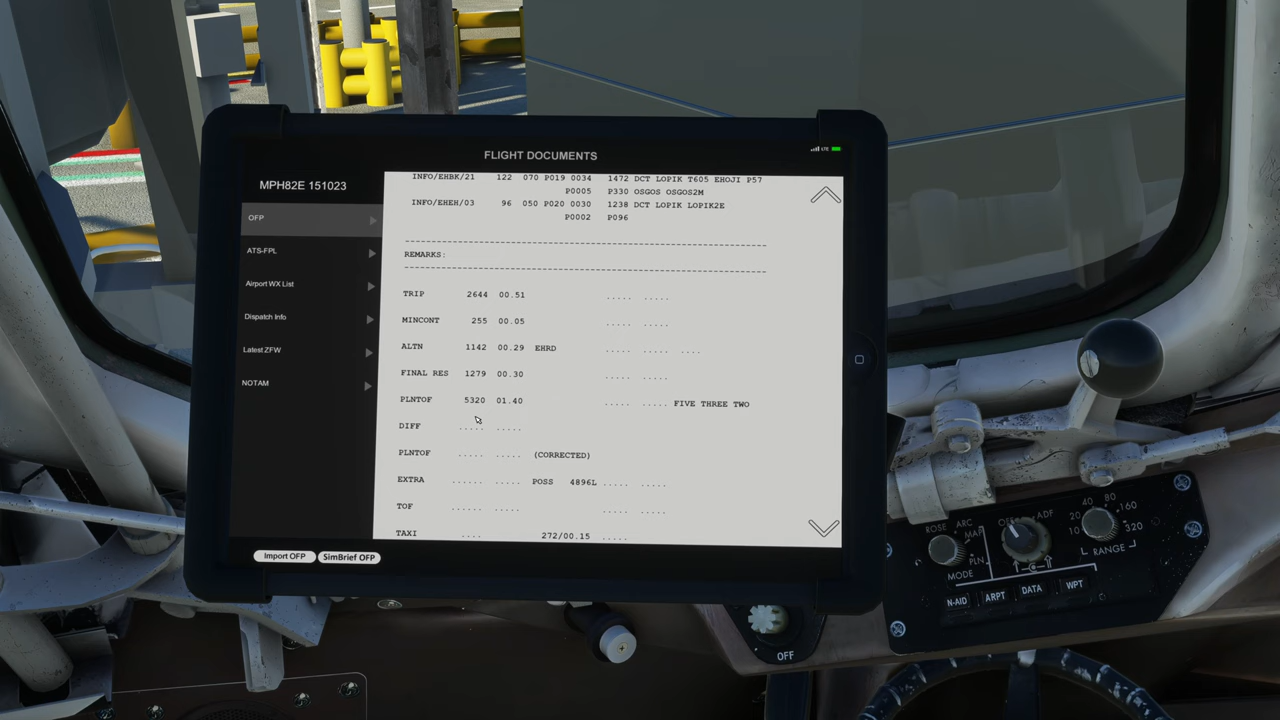 FLIGHT DOCUMENTS
LTE
MPH82E 151023
OFP
ATS-FPL
Airport WX List
Dispatch Info
Latest ZFW
NOTAM
Import OFP
SimBrief OFP
INFO/EHBK/21 122 070 P019 0034 1472 DCT LOPIK T605 EHOJI P57
P0005 P330 OSGOS OSGOS2M
INFO/EHEH/03 96 050 P020 0030 1238 DCT LOPIK LOPIK2E
P0002 P096
--------------------------------------------------------------------
REMARKS:
--------------------------------------------------------------------
TRIP 2644 00.51 ..... .....
MINCONT 255 00.05 ..... .....
ALTN 1142 00.29 EHRD ..... ..... ....
FINAL RES 1279 00.30 ..... .....
PLNTOF 5320 01.40 ..... ..... FIVE THREE TWO
DIFF ..... .....
PLNTOF ..... ..... (CORRECTED)
EXTRA ...... ..... POSS 4896L ..... .....
TOF ...... ..... ..... .....
TAXI .... 272/00.15 .....
ROSE ARC MAP PLN
MODE
OFF ADF
10 20 40 80 160 320
RANGE
N-AID ARPT DATA WPT
OFF